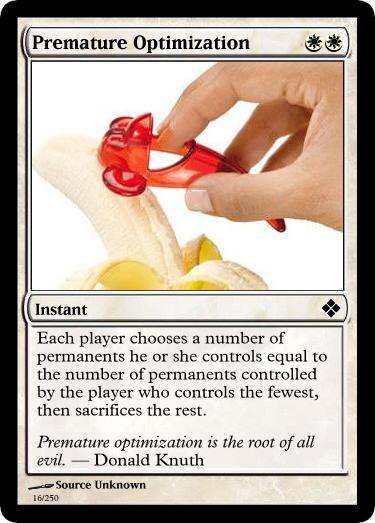 Premature Optimization
Instant
Each player chooses a number of
permanents he or she controls equal to
the number of permanents controlled
by the player who controls the fewest,
then sacrifices the rest.
Premature optimization is the root of all
evil. — Donald Knuth
Source Unknown
16/250